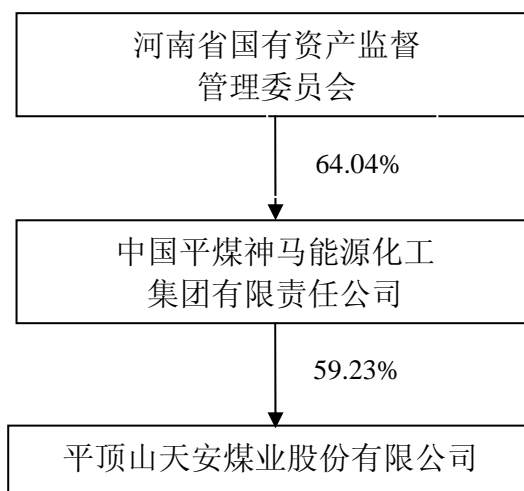 河南省国有资产监督
管理委员会
64.04%
中国平煤神马能源化工
集团有限责任公司
59.23%
平顶山天安煤业股份有限公司